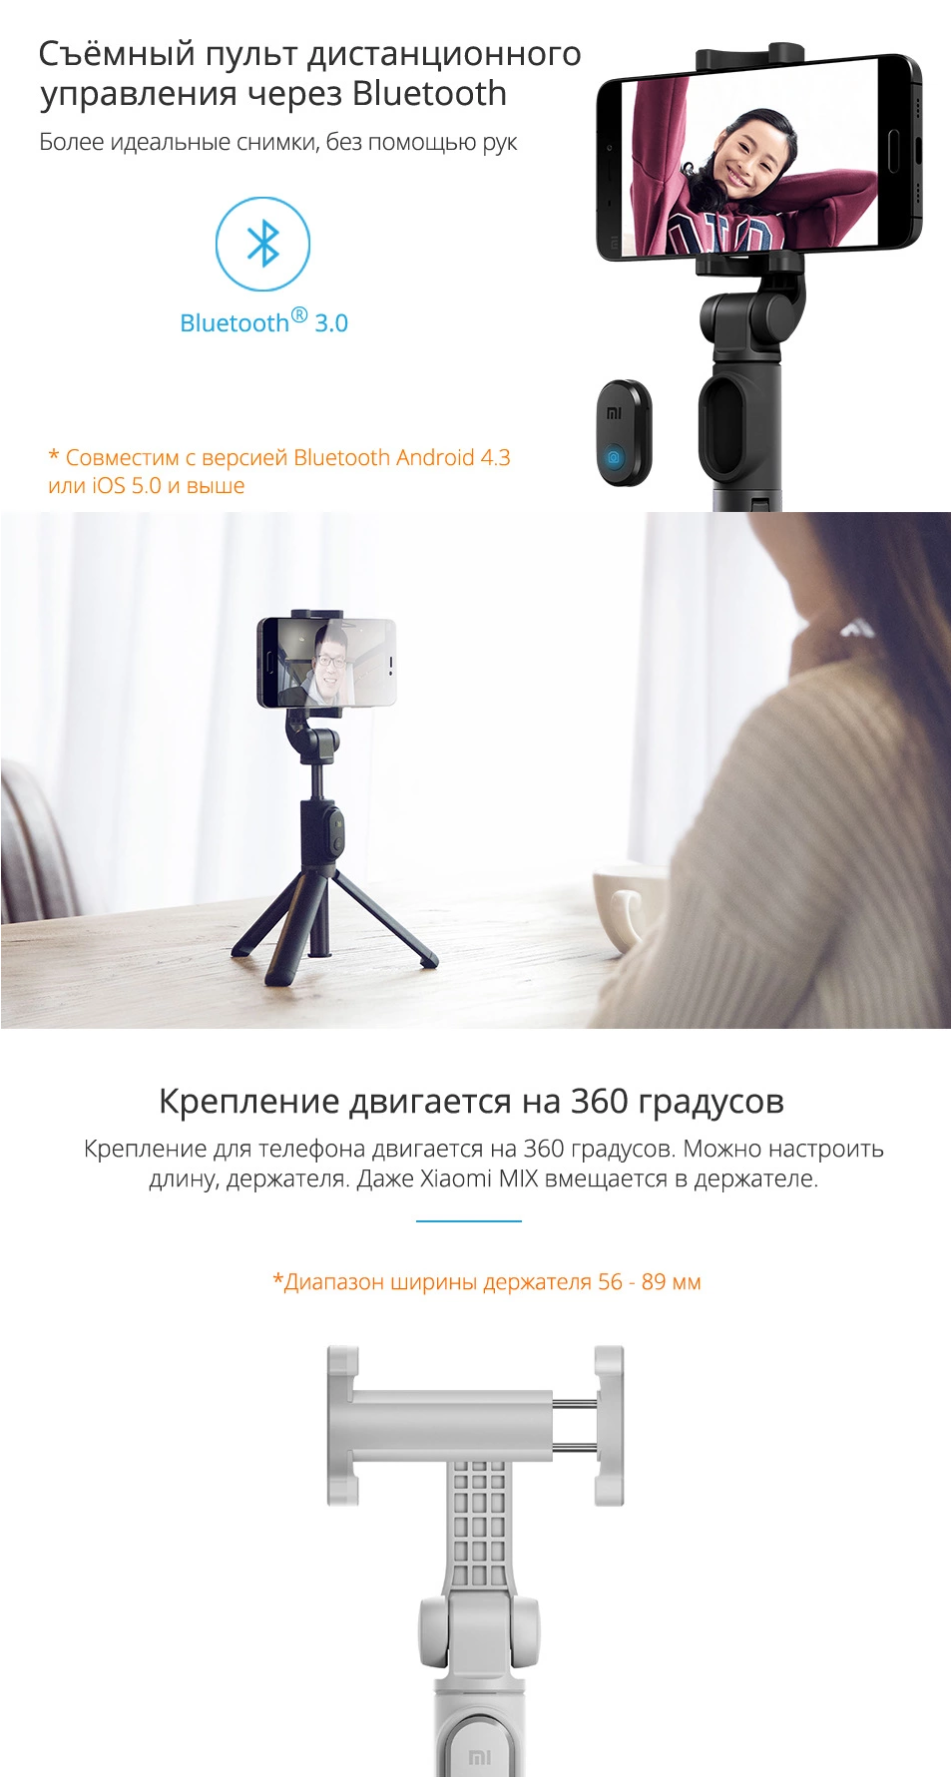 Съёмный пульт дистанционного
управления через Bluetooth
Более идеальные снимки, без помощью рук
Bluetooth® 3.0
* Совместим с версией Bluetooth Android 4.3
или iOS 5.0 и выше
Крепление двигается на 360 градусов
Крепление для телефона двигается на 360 градусов. Можно настроить
длину, держателя. Даже Xiaomi MIX вмещается в держателе.
*Диапазон ширины держателя 56 - 89 мм